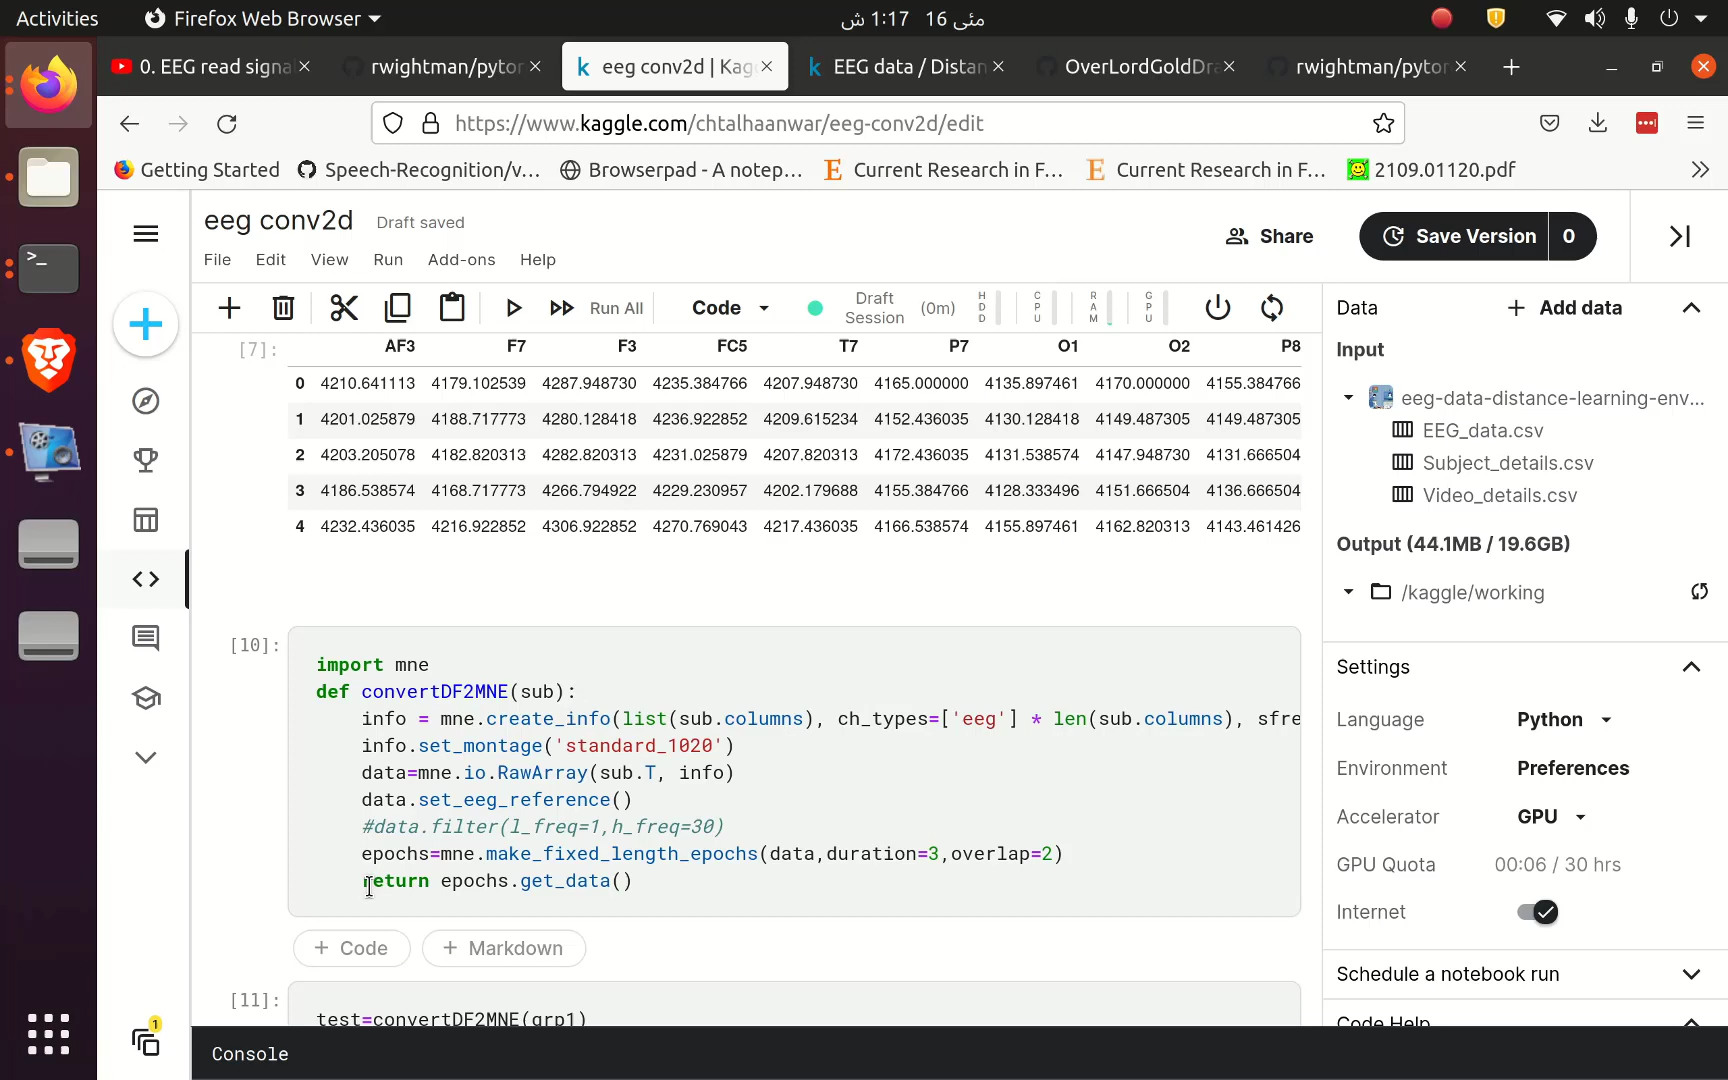 Activities Firefox Web Browser مئی 16 1:17 ش
0. EEG read signa rwightman/pytor eeg conv2d | Kag EEG data / Distan OverLordGoldDra rwightman/pytor
https://www.kaggle.com/chtalhaanwar/eeg-conv2d/edit
Getting Started Speech-Recognition/v... Browserpad - A notep... Current Research in F... Current Research in F... 2109.01120.pdf
eeg conv2d Draft saved
Share Save Version 0
File Edit View Run Add-ons Help
Run All Code Draft Session (0m) HDD CPU RAM GPU
[7]:
AF3 F7 F3 FC5 T7 P7 O1 O2 P8
0 4210.641113 4179.102539 4287.948730 4235.384766 4207.948730 4165.000000 4135.897461 4170.000000 4155.384766
1 4201.025879 4188.717773 4280.128418 4236.922852 4209.615234 4152.436035 4130.128418 4149.487305 4149.487305
2 4203.205078 4182.820313 4282.820313 4231.025879 4207.820313 4172.436035 4131.538574 4147.948730 4131.666504
3 4186.538574 4168.717773 4266.794922 4229.230957 4202.179688 4155.384766 4128.333496 4151.666504 4136.666504
4 4232.436035 4216.922852 4306.922852 4270.769043 4217.436035 4166.538574 4155.897461 4162.820313 4143.461426
[10]:
import mne
def convertDF2MNE(sub):
info = mne.create_info(list(sub.columns), ch_types=['eeg'] * len(sub.columns), sfre
info.set_montage('standard_1020')
data=mne.io.RawArray(sub.T, info)
data.set_eeg_reference()
#data.filter(l_freq=1,h_freq=30)
epochs=mne.make_fixed_length_epochs(data,duration=3,overlap=2)
return epochs.get_data()
+ Code + Markdown
[11]:
test=convertDF2MNE(grp1)
Console
1
Data + Add data
Input
eeg-data-distance-learning-env...
EEG_data.csv
Subject_details.csv
Video_details.csv
Output (44.1MB / 19.6GB)
/kaggle/working
Settings
Language Python
Environment Preferences
Accelerator GPU
GPU Quota 00:06 / 30 hrs
Internet
Schedule a notebook run
Code Help